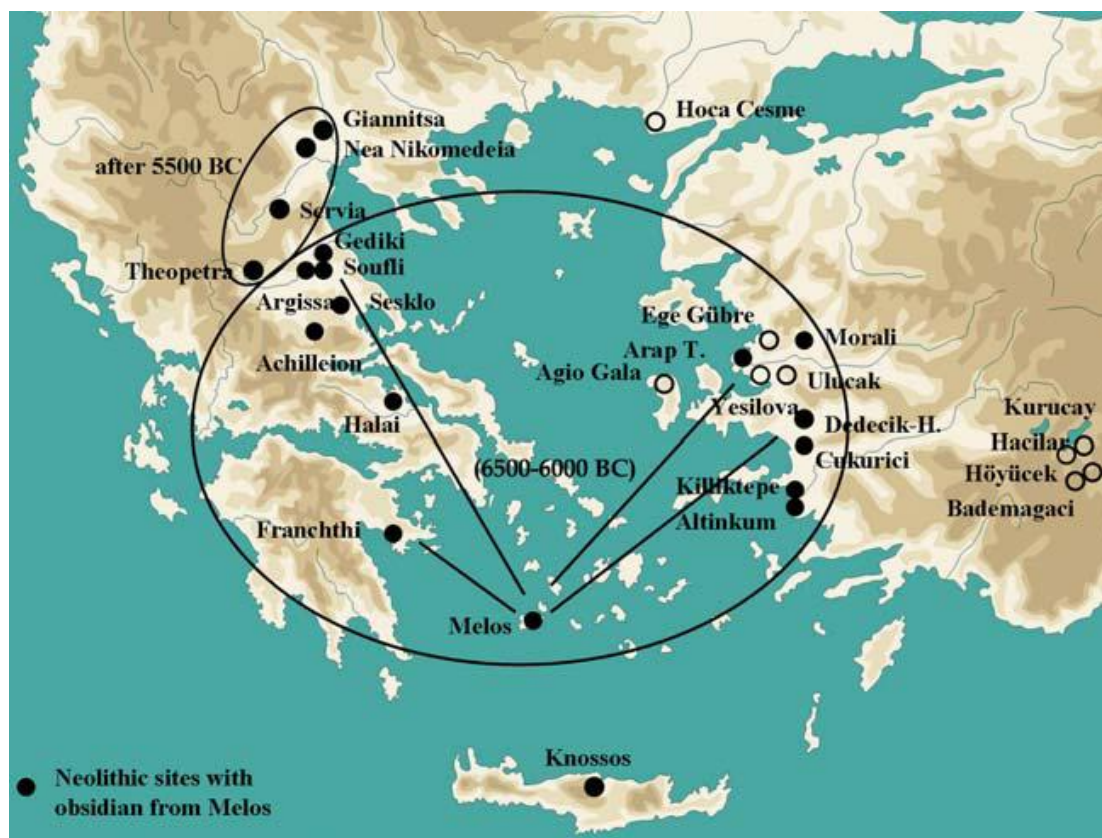 Hoca Cesme
Giannitsa
Nea Nikomedeia
after 5500 BC
Servia
Gediki
Theopetra
Soufli
Argissa
Sesklo
Achilleion
Halai
Ege Gübre
Morali
Arap T.
Agio Gala
Ulucak
Yesilova
Dedecik-H.
Kurucay
Hacilar
Cukurici
Höyücek
(6500-6000 BC)
Killiktepe
Altinkum
Bademagaci
Franchthi
Melos
Knossos
Neolithic sites with
obsidian from Melos